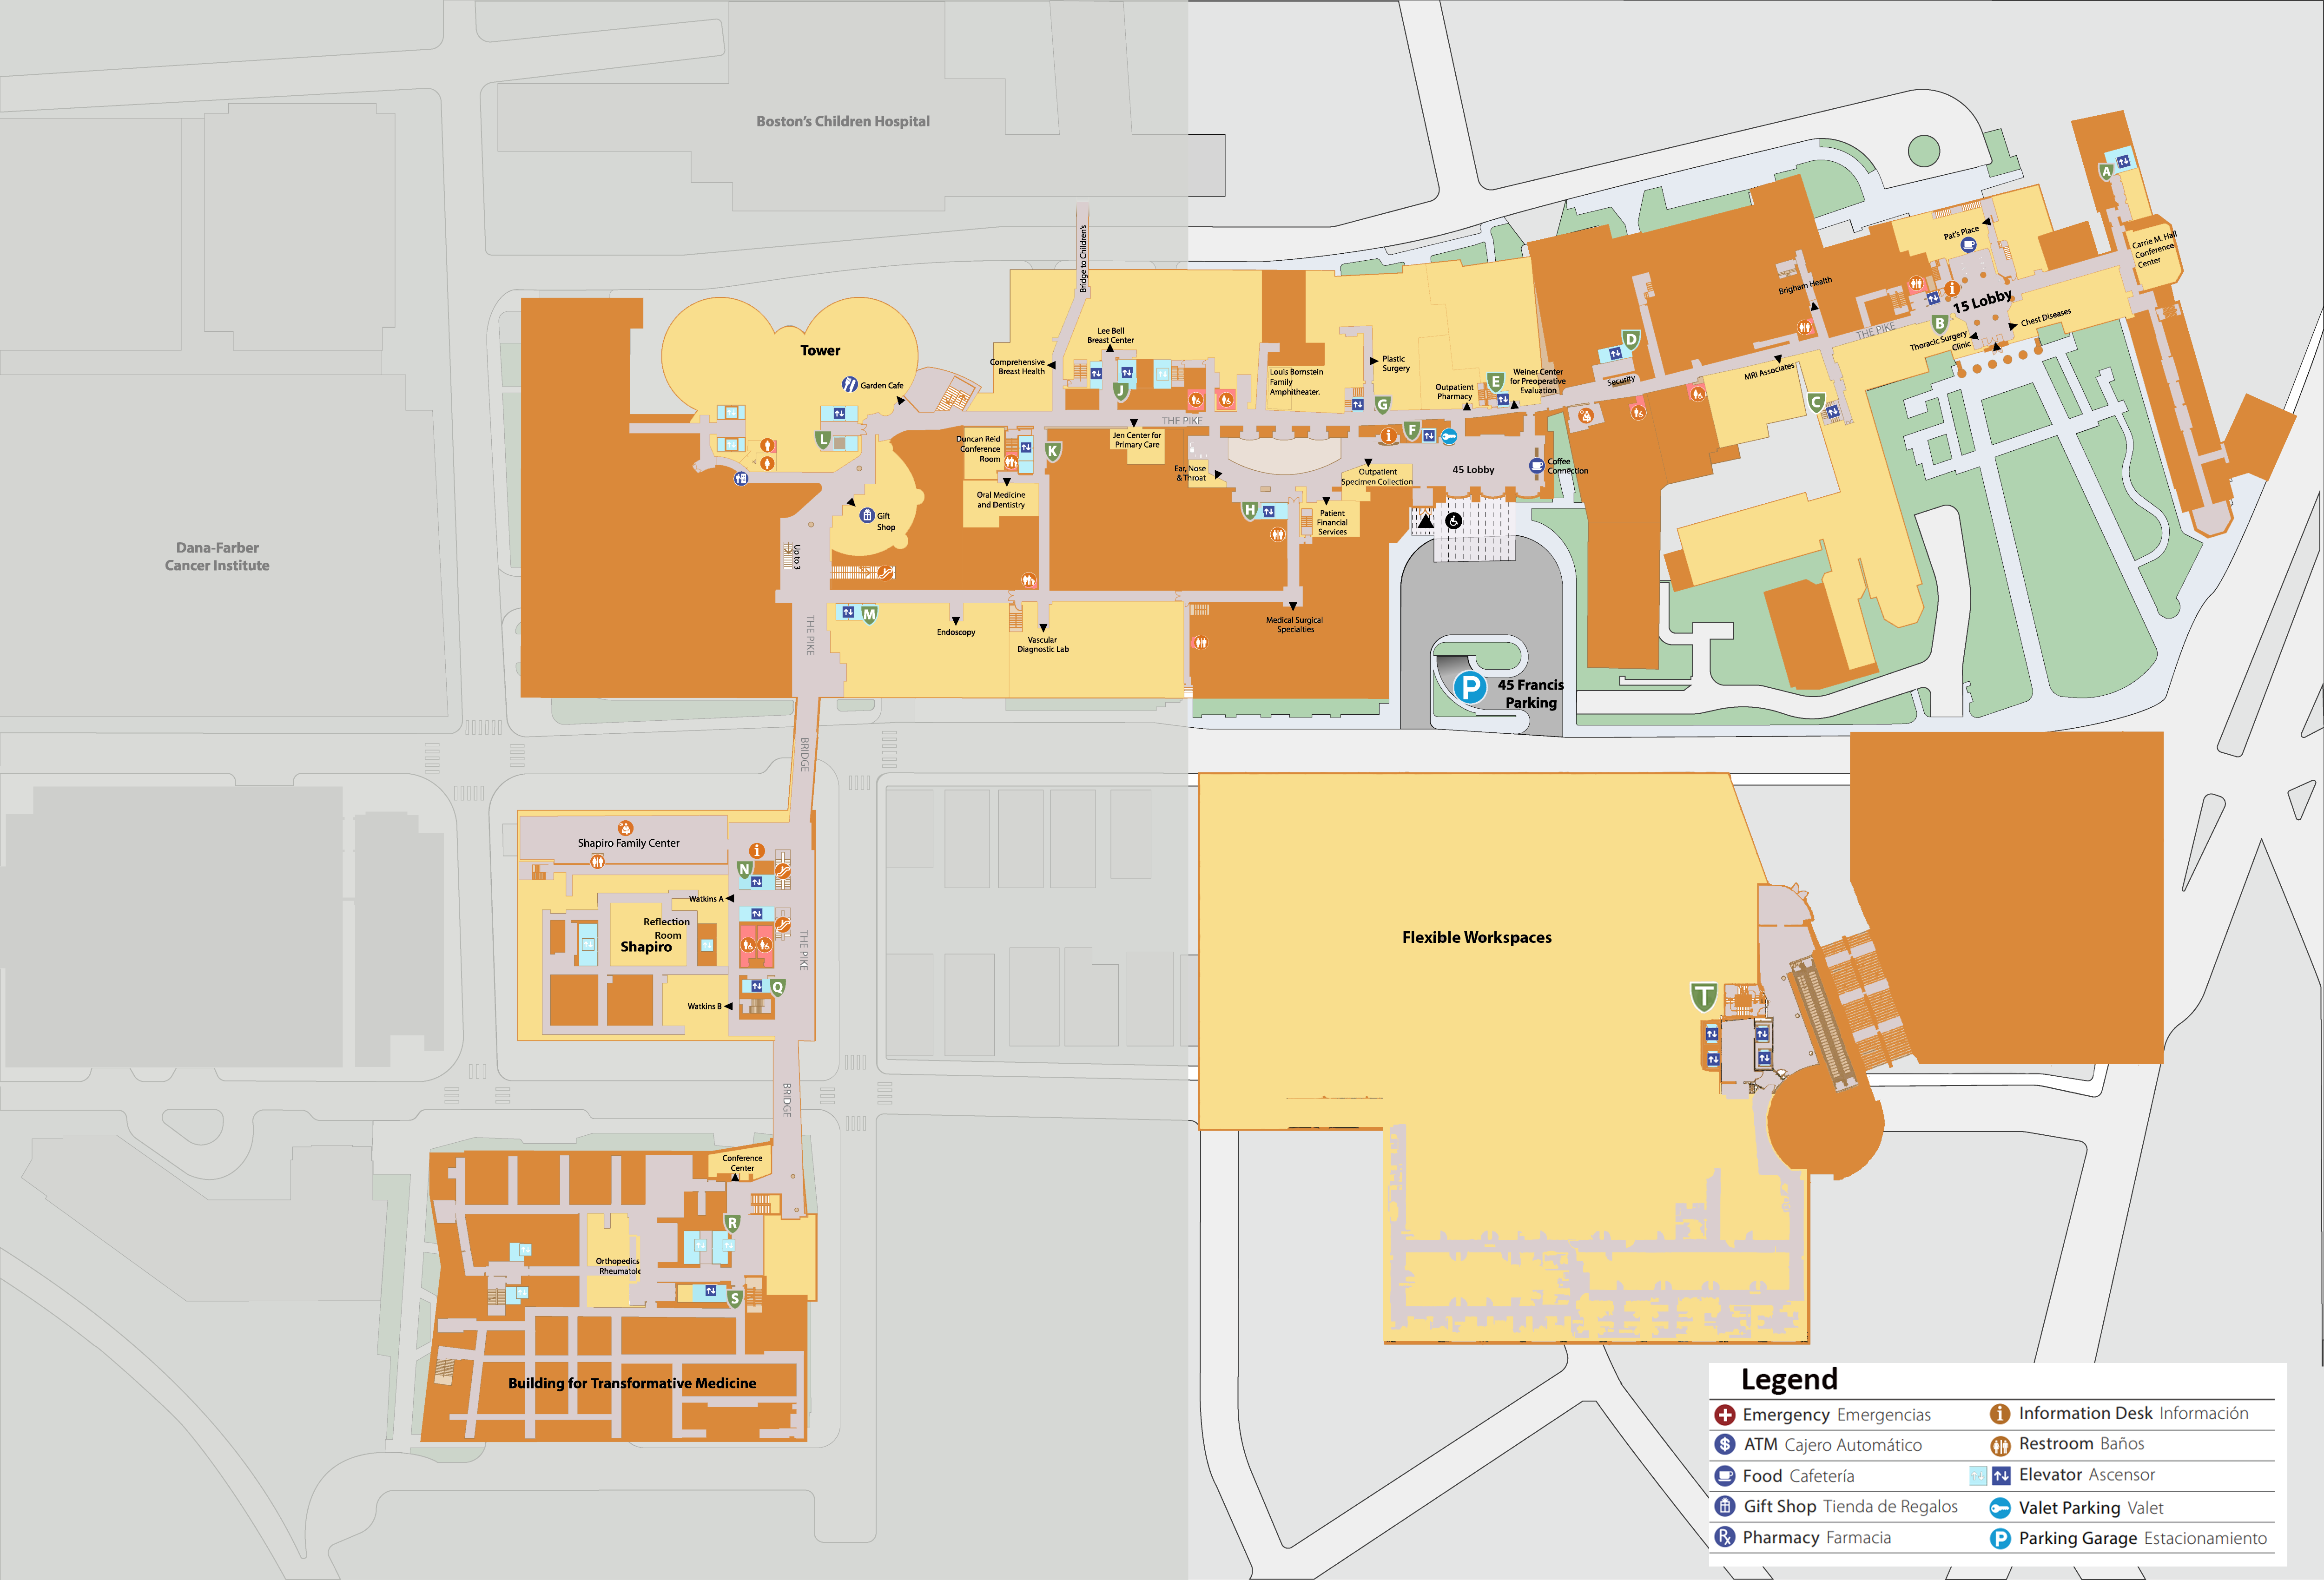 Boston's Children Hospital
Dana-Farber
Cancer Institute
Tower
Garden Cafe
L
Gift
Shop
Up to 3
THE PIKE
M
Endoscopy
Vascular
Diagnostic Lab
Bridge to Children's
Lee Bell
Breast Center
Comprehensive
Breast Health
J
Duncan Reid
Conference
Room
K
Oral Medicine
and Dentistry
Jen Center for
Primary Care
THE PIKE
Ear, Nose
& Throat
Louis Bornstein
Family
Amphitheater.
Plastic
Surgery
G
Outpatient
Pharmacy
E
Weiner Center
for Preoperative
Evaluation
F
45 Lobby
Coffee
Connection
Outpatient
Specimen Collection
H
Patient
Financial
Services
Medical Surgical
Specialties
P
45 Francis
Parking
D
Security
Brigham Health
MRI Associates
C
THE PIKE
Pat's Place
15 Lobby
B
Thoracic Surgery
Clinic
Chest Diseases
A
Carrie M. Hall
Conference
Center
BRIDGE
Shapiro Family Center
N
Watkins A
Reflection
Room
Shapiro
THE PIKE
Watkins B
Q
BRIDGE
Conference
Center
R
Orthopedics
Rheumatolo
S
Building for Transformative Medicine
Flexible Workspaces
T
Legend
Emergency Emergencias
ATM Cajero Automático
Food Cafetería
Gift Shop Tienda de Regalos
Pharmacy Farmacia
Information Desk Información
Restroom Baños
Elevator Ascensor
Valet Parking Valet
P Parking Garage Estacionamiento